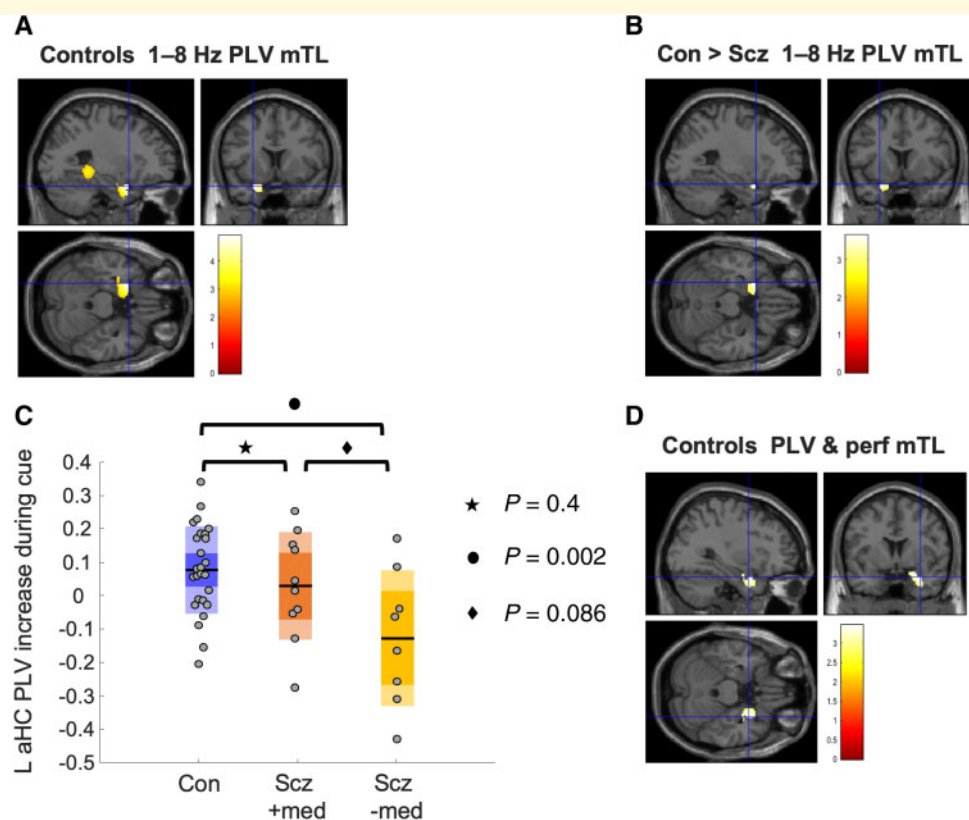 A
Controls 1–8 Hz PLV mTL
4
3
2
1
0
B
Con > Scz 1–8 Hz PLV mTL
3
2
1
0
C
L aHC PLV increase during cue
0.4
0.3
0.2
0.1
0
-0.1
-0.2
-0.3
-0.4
-0.5
Con
Scz
+med
Scz
-med
★ P = 0.4
● P = 0.002
♦ P = 0.086
D
Controls PLV & perf mTL
3
2.5
2
1.5
1
0.5
0